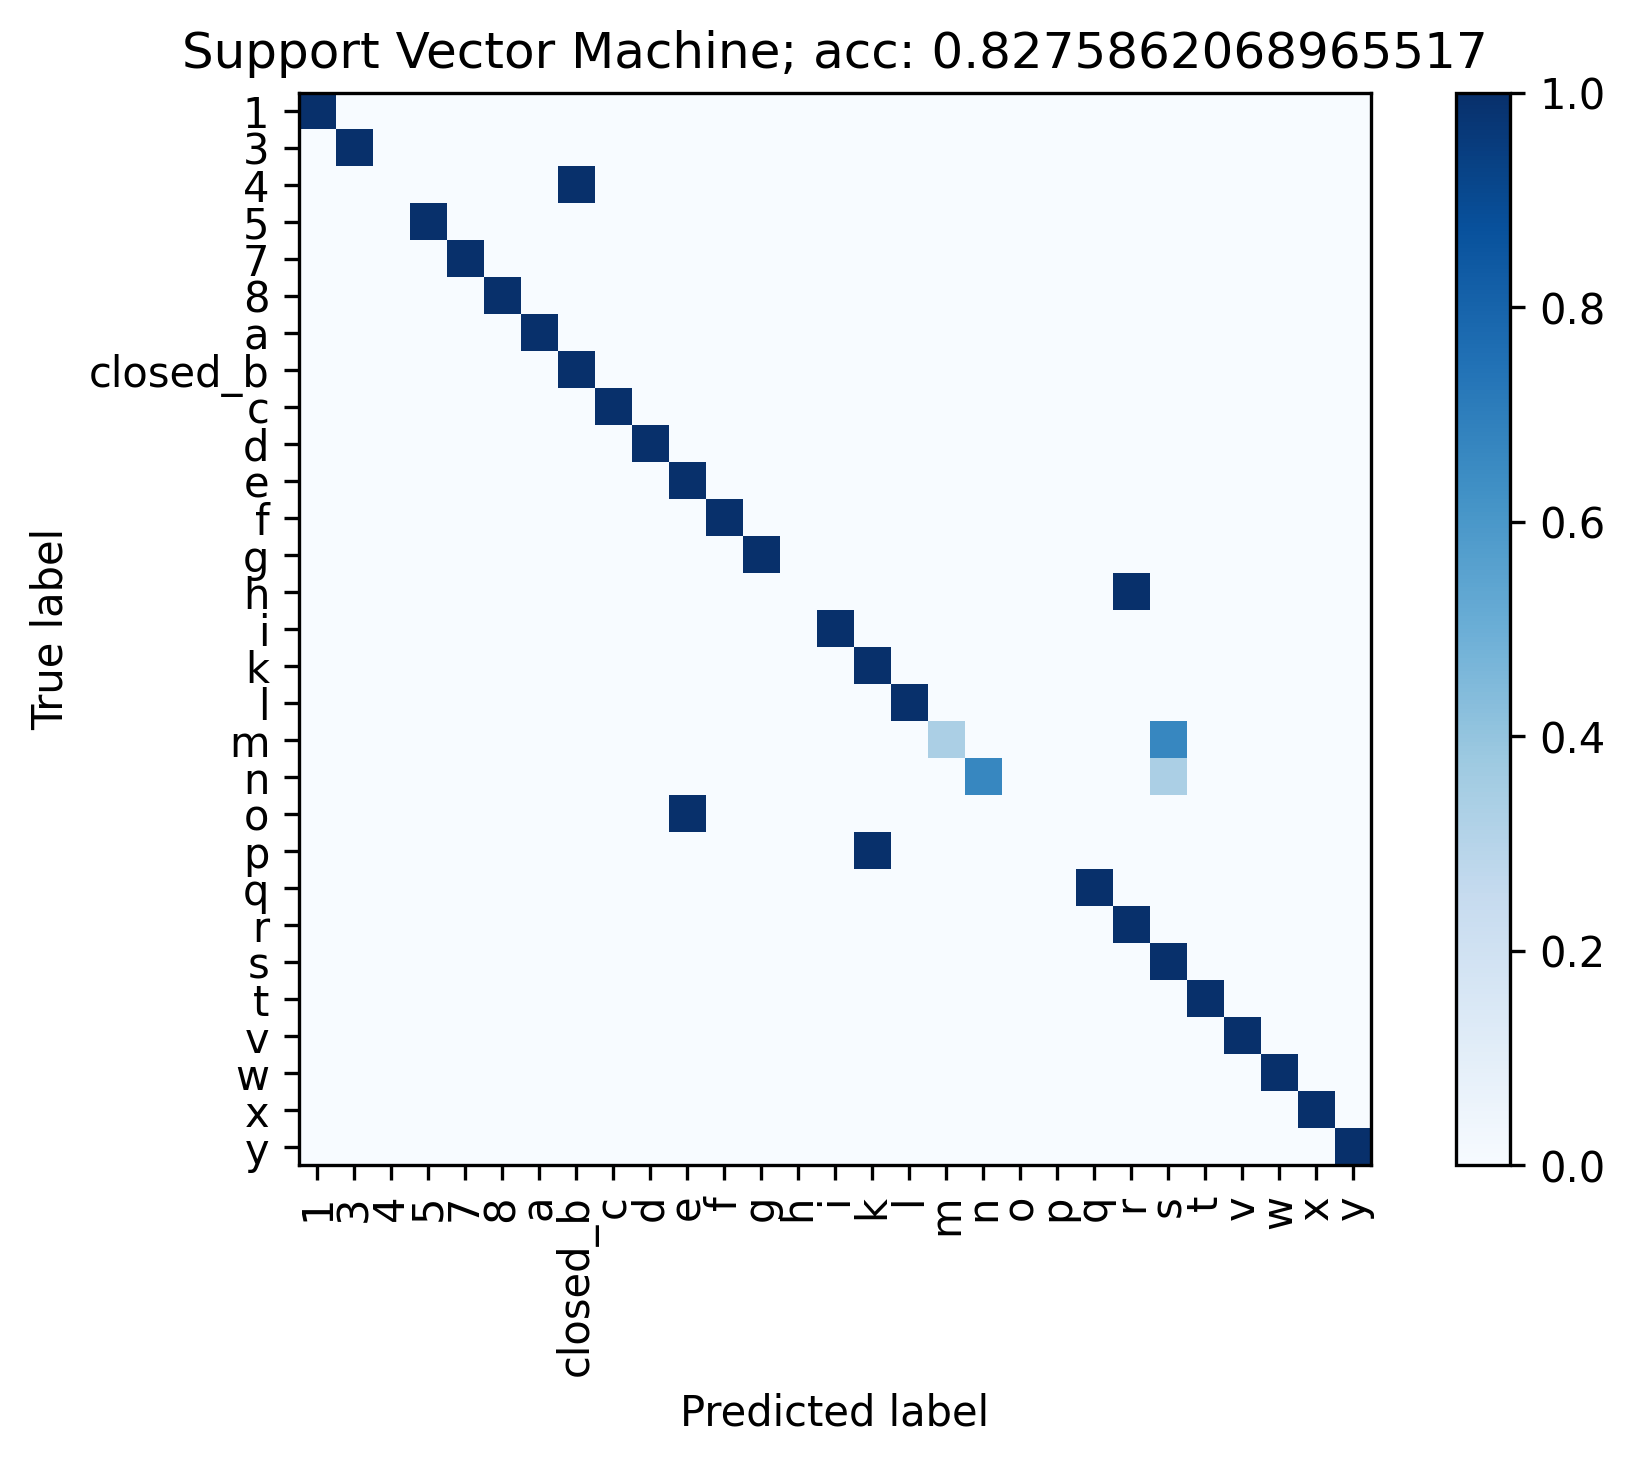 Support Vector Machine; acc: 0.8275862068965517
1
3
4
5
7
8
a
closed_b
c
d
e
f
g
h
i
k
l
m
n
o
p
q
r
s
t
v
w
x
y
True label
1
3
4
5
7
8
a
closed_b
c
d
e
f
g
h
i
k
l
m
n
o
p
q
r
s
t
v
w
x
y
Predicted label
1.0
0.8
0.6
0.4
0.2
0.0